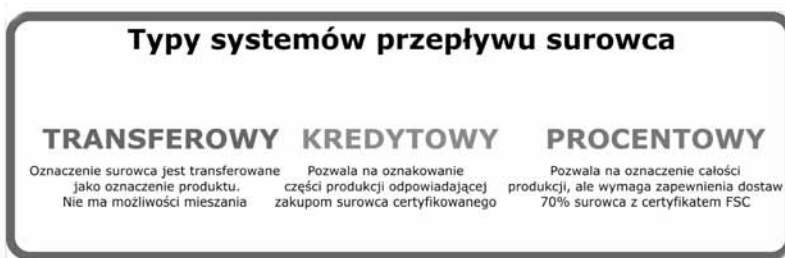 Typy systemów przepływu surowca
TRANSFEROWY
Oznaczenie surowca jest transferowane
jako oznaczenie produktu.
Nie ma możliwości mieszania
KREDYTOWY
Pozwala na oznakowanie
części produkcji odpowiadającej
zakupom surowca certyfikowanego
PROCENTOWY
Pozwala na oznaczenie całości
produkcji, ale wymaga zapewnienia dostaw
70% surowca z certyfikatem FSC